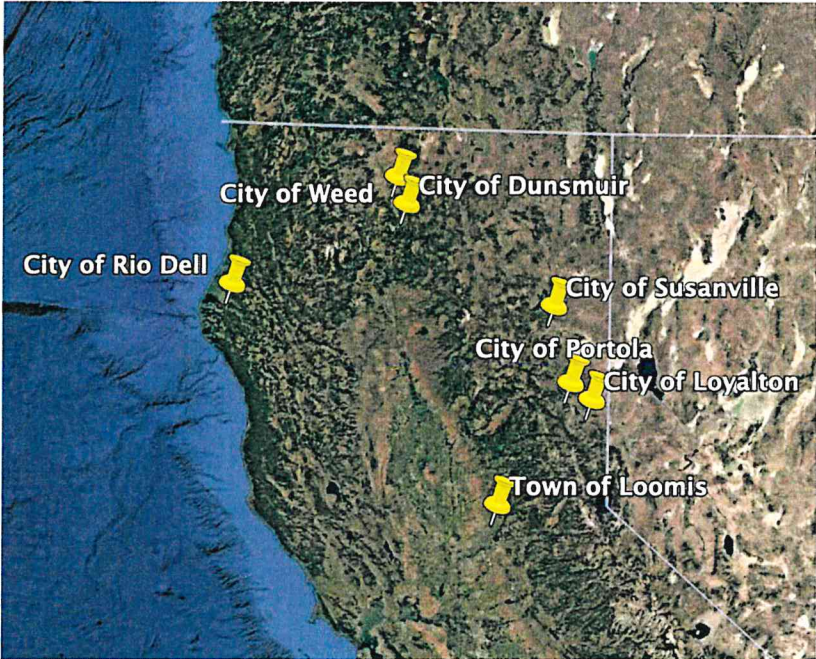 City of Weed
City of Dunsmuir
City of Rio Dell
City of Susanville
City of Portola
City of Loyalton
Town of Loomis